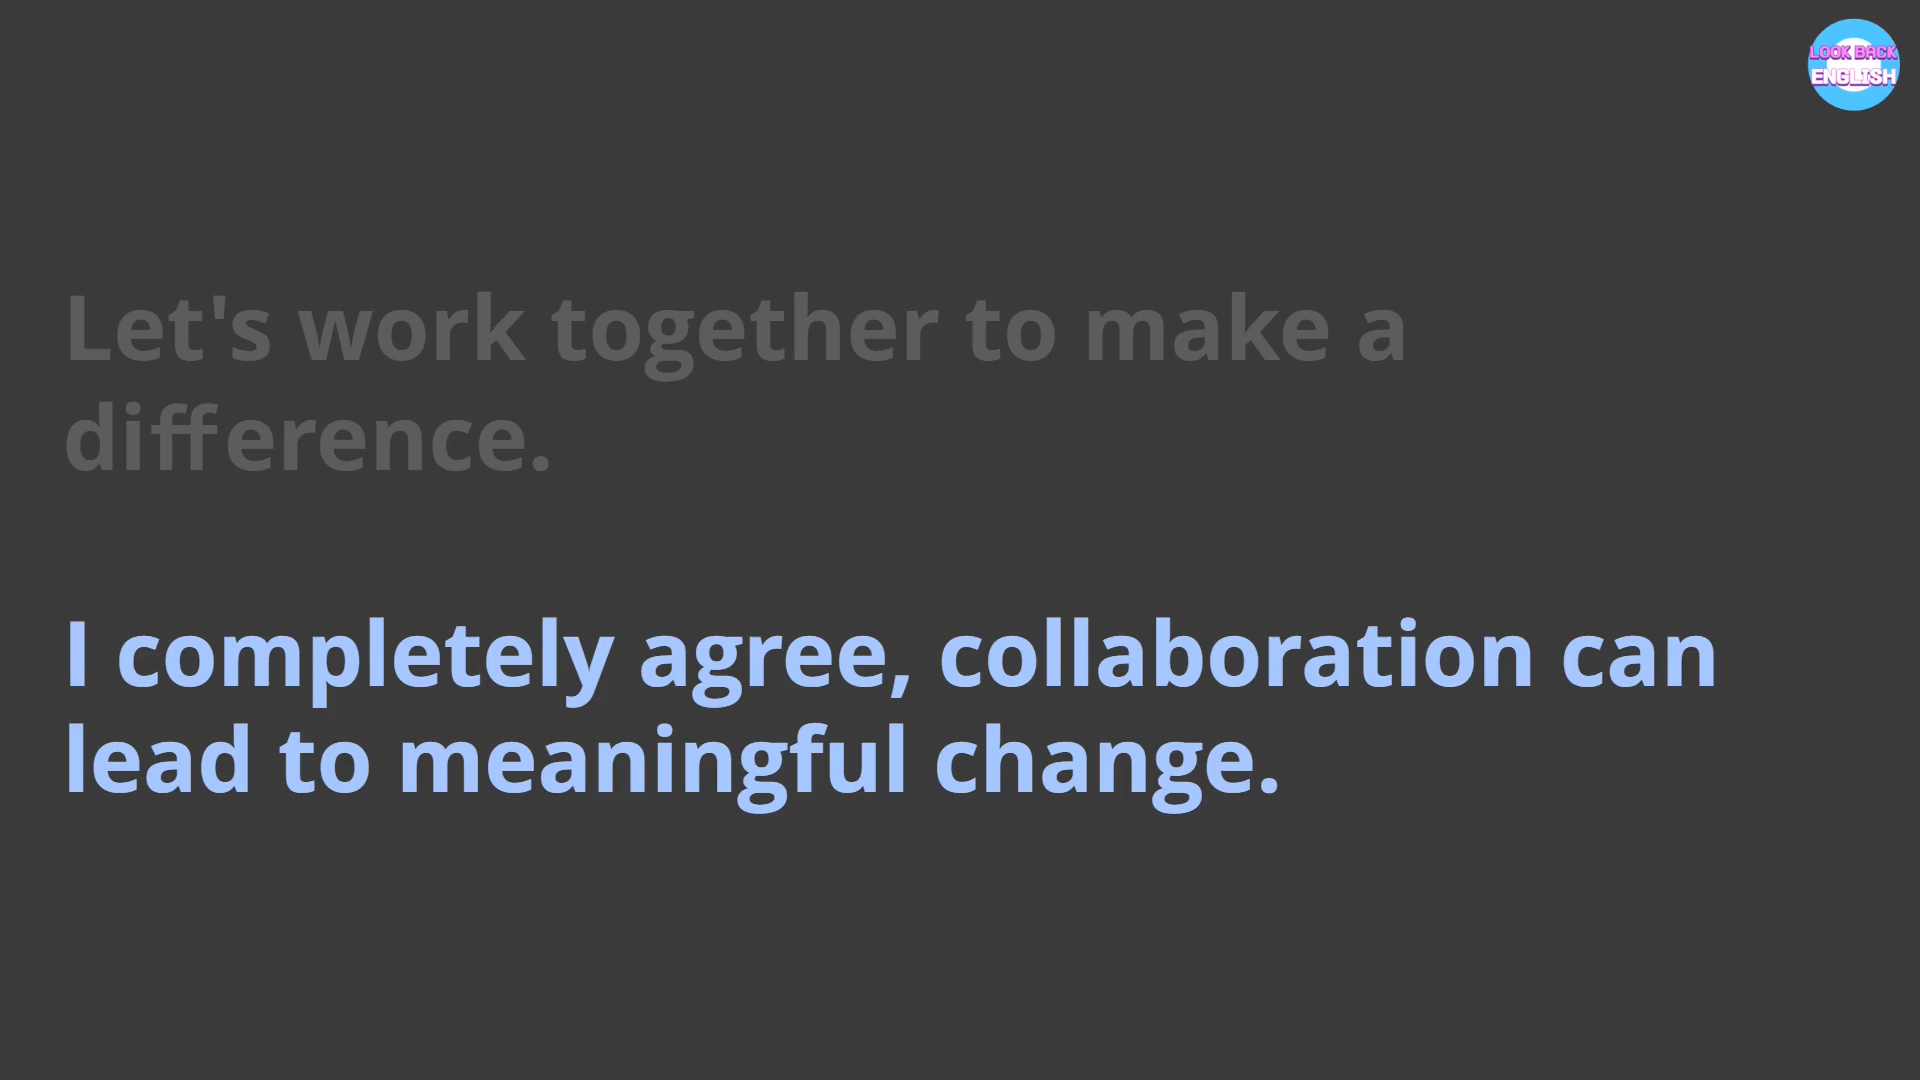 LOOK BACK
ENGLISH
Let's work together to make a
difference.
I completely agree, collaboration can
lead to meaningful change.